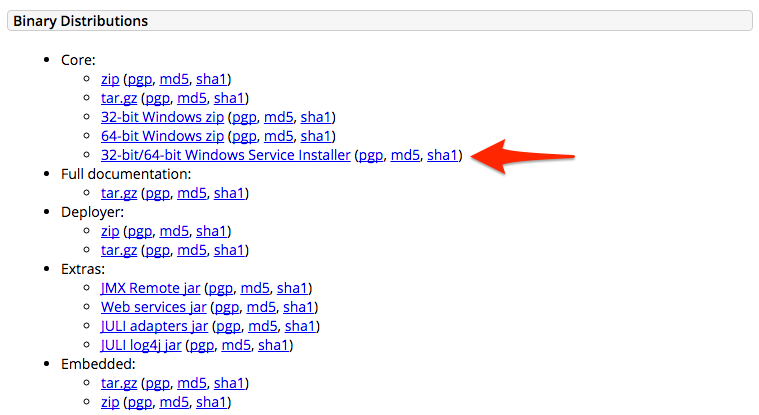 Binary Distributions
Core:
zip (pgp, md5, sha1)
tar.gz (pgp, md5, sha1)
32-bit Windows zip (pgp, md5, sha1)
64-bit Windows zip (pgp, md5, sha1)
32-bit/64-bit Windows Service Installer (pgp, md5, sha1)
Full documentation:
tar.gz (pgp, md5, sha1)
Deployer:
zip (pgp, md5, sha1)
tar.gz (pgp, md5, sha1)
Extras:
JMX Remote jar (pgp, md5, sha1)
Web services jar (pgp, md5, sha1)
JULI adapters jar (pgp, md5, sha1)
JULI log4j jar (pgp, md5, sha1)
Embedded:
tar.gz (pgp, md5, sha1)
zip (pgp, md5, sha1)